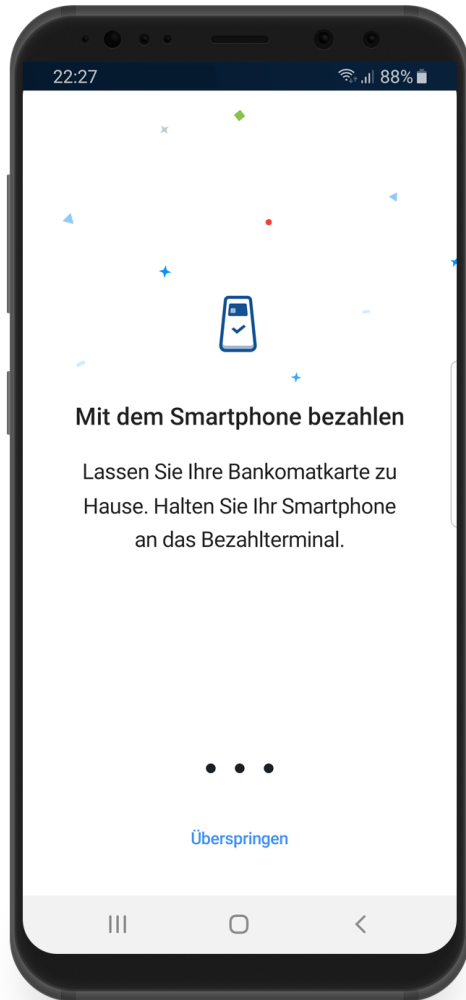 22:27
88%
Mit dem Smartphone bezahlen
Lassen Sie Ihre Bankomatkarte zu
Hause. Halten Sie Ihr Smartphone
an das Bezahlterminal.
Überspringen